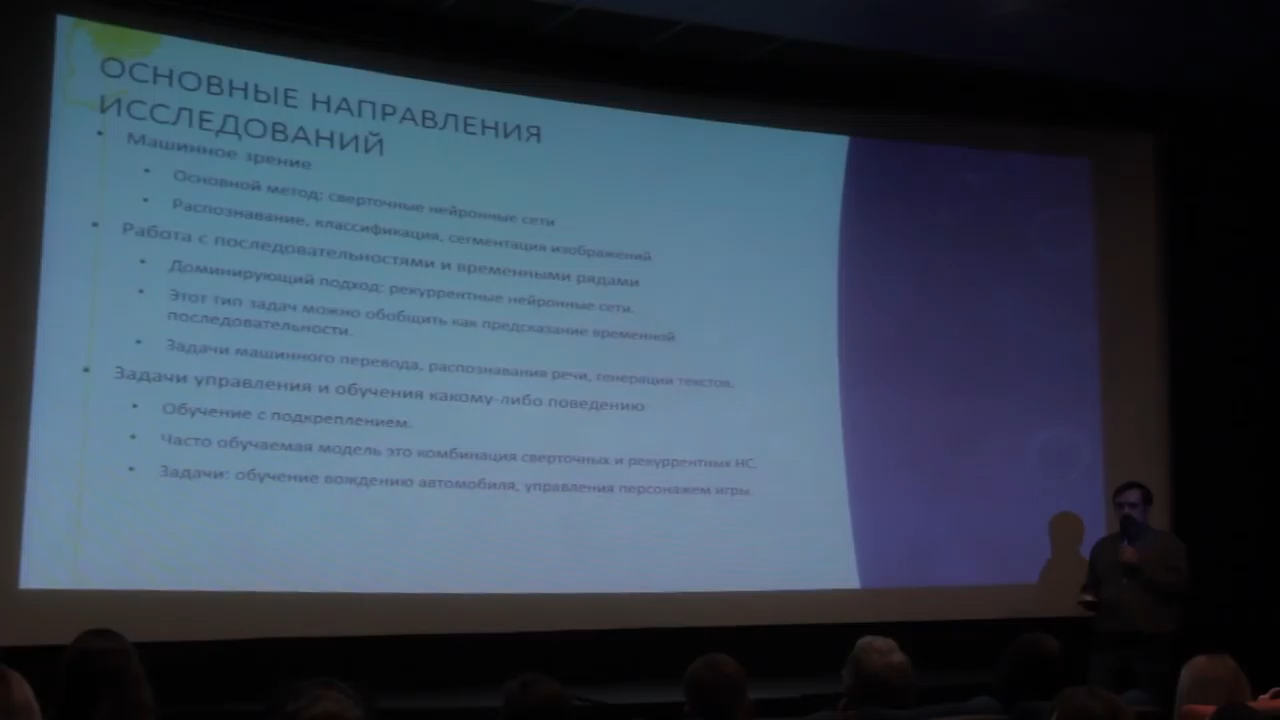 ОСНОВНЫЕ НАПРАВЛЕНИЯ
ИССЛЕДОВАНИЙ
• Машинное зрение
• Основной метод: сверточные нейронные сети
• Распознавание, классификация, сегментация изображений
• Работа с последовательностями и временными рядами
• Доминирующий подход: рекуррентные нейронные сети.
• Этот тип задач можно обобщить как предсказание временной
последовательности.
• Задачи машинного перевода, распознавания речи, генерации текстов.
• Задачи управления и обучения какому-либо поведению
• Обучение с подкреплением.
• Часто обучаемая модель это комбинация сверточных и рекуррентных НС.
• Задачи: обучение вождению автомобиля, управления персонажем игры.